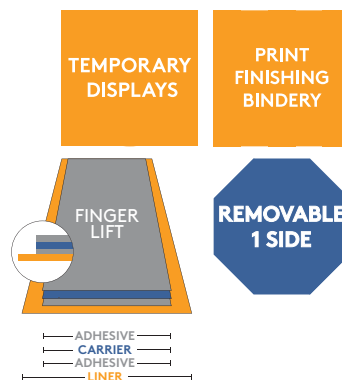 TEMPORARY
DISPLAYS
PRINT
FINISHING
BINDERY
FINGER
LIFT
REMOVABLE
1 SIDE
ADHESIVE
CARRIER
ADHESIVE
LINER